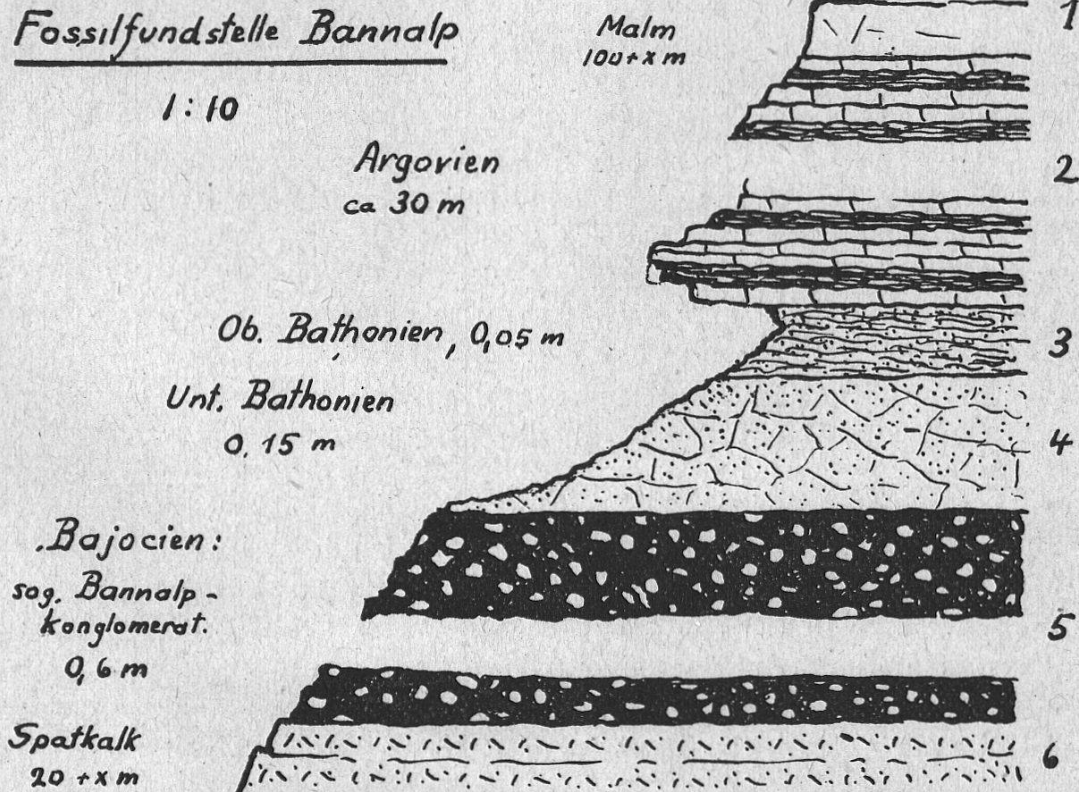 Fossilfundstelle Bannalp
1:10
Malm
100+x m
1
Argovien
ca 30 m
2
Ob. Bathonien, 0,05 m
3
Unt. Bathonien
0,15 m
4
Bajocien:
sog. Bannalp-
konglomerat.
0,6 m
5
Spatkalk
20 +x m
6